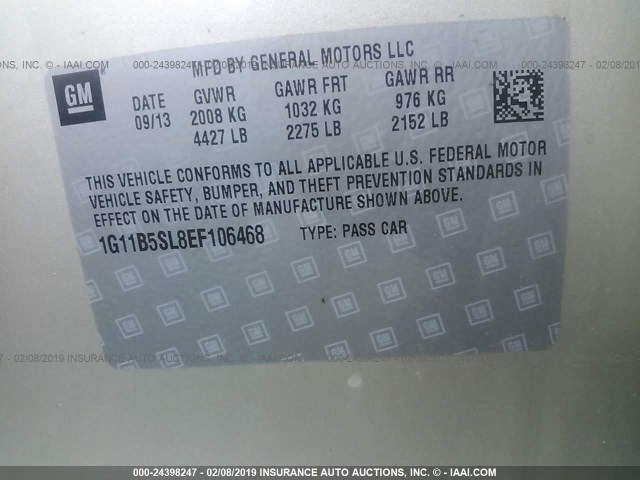 MFD BY GENERAL MOTORS LLC
GM
DATE GVWR GAWR FRT GAWR RR
09/13 2008 KG 1032 KG 976 KG
4427 LB 2275 LB 2152 LB
THIS VEHICLE CONFORMS TO ALL APPLICABLE U.S. FEDERAL MOTOR
VEHICLE SAFETY, BUMPER, AND THEFT PREVENTION STANDARDS IN
EFFECT ON THE DATE OF MANUFACTURE SHOWN ABOVE.
1G11B5SL8EF106468 TYPE: PASS CAR
000-24398247 - 02/08/2019 INSURANCE AUTO AUCTIONS, INC. - © - IAAI.COM